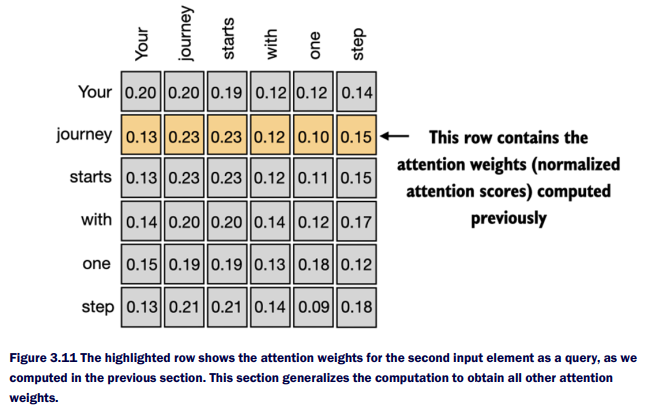 Your journey starts with one step
Your 0.20 0.20 0.19 0.12 0.12 0.14
journey 0.13 0.23 0.23 0.12 0.10 0.15
starts 0.13 0.23 0.23 0.12 0.11 0.15
with 0.14 0.20 0.20 0.14 0.12 0.17
one 0.15 0.19 0.19 0.13 0.18 0.12
step 0.13 0.21 0.21 0.14 0.09 0.18
This row contains the
attention weights (normalized
attention scores) computed
previously
Figure 3.11 The highlighted row shows the attention weights for the second input element as a query, as we
computed in the previous section. This section generalizes the computation to obtain all other attention
weights.